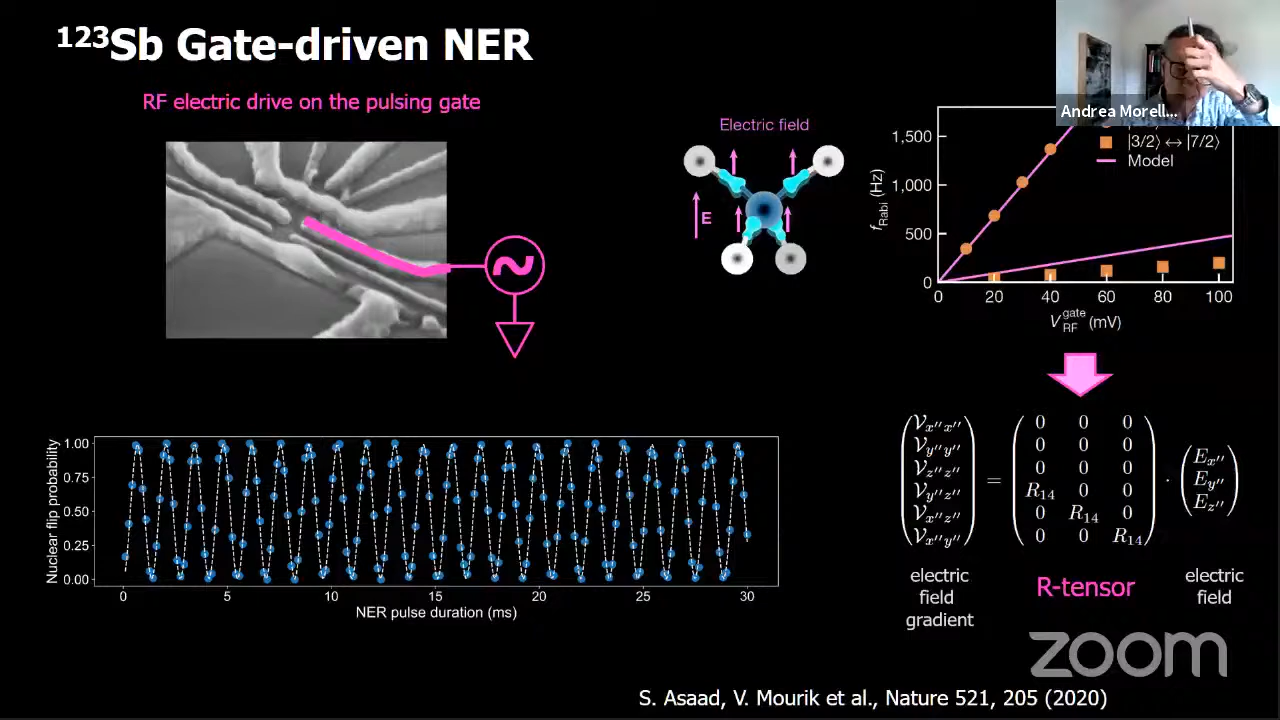 ¹²³Sb Gate-driven NER
RF electric drive on the pulsing gate
Andrea Morell...
Electric field
E
|3/2⟩ ↔ |7/2⟩
Model
f_Rabi (Hz)
1,500
1,000
500
0
0 20 40 60 80 100
V_RF^gate (mV)
Nuclear flip probability
1.00
0.75
0.50
0.25
0.00
0 5 10 15 20 25 30
NER pulse duration (ms)
𝒱x″x″ 0 0 0
𝒱y″y″ 0 0 0
𝒱z″z″ 0 0 0 Ex″
𝒱y″z″ = R₁₄ 0 0 · Ey″
𝒱x″z″ 0 R₁₄ 0 Ez″
𝒱x″y″ 0 0 R₁₄
electric
field
gradient
R-tensor
electric
field
zoom
S. Asaad, V. Mourik et al., Nature 521, 205 (2020)